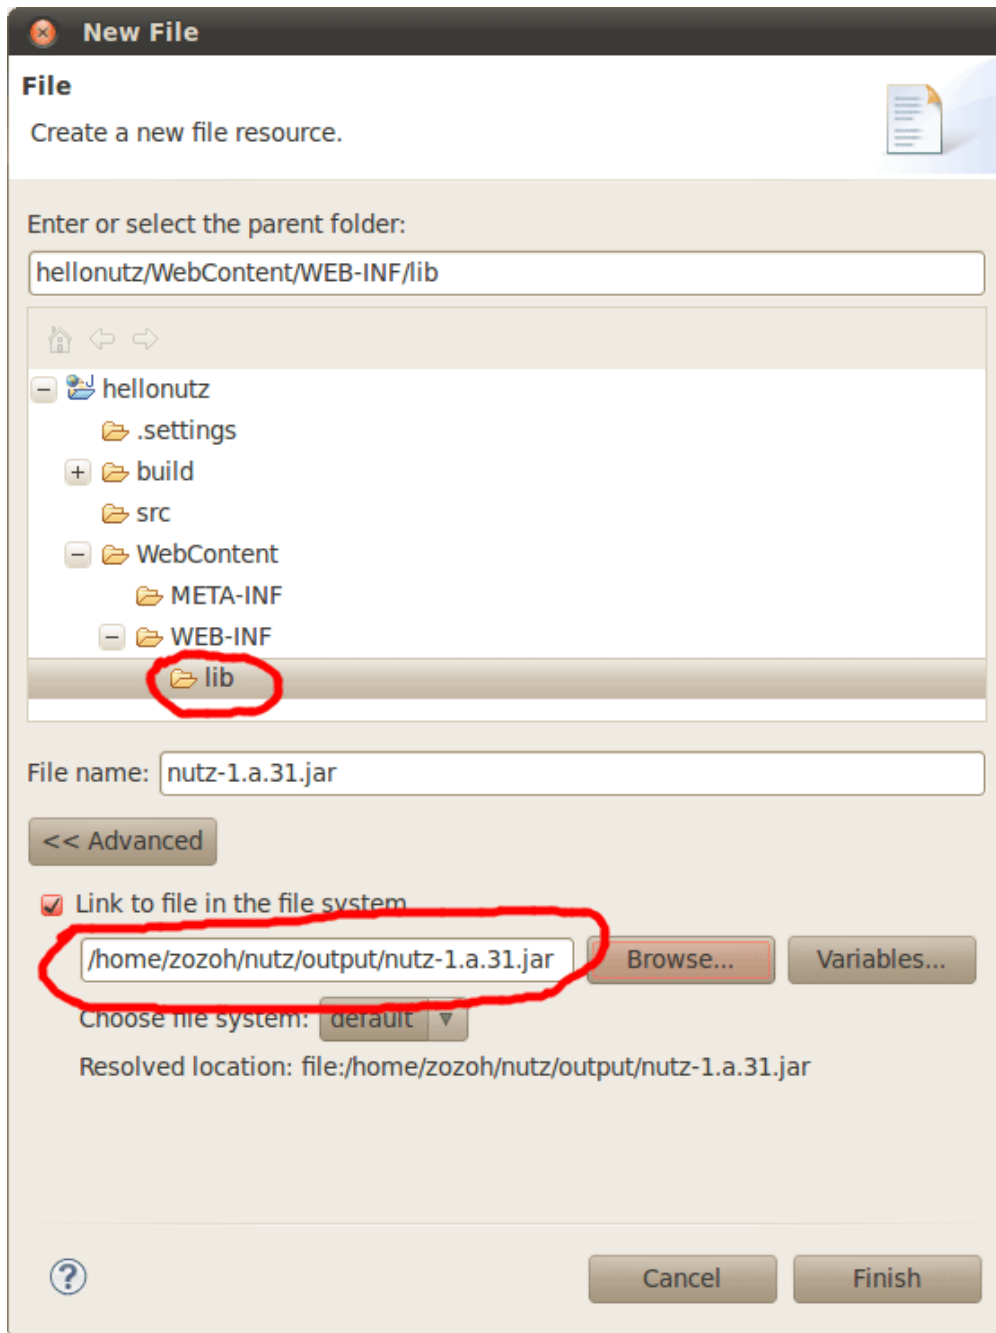 New File
File
Create a new file resource.
Enter or select the parent folder:
hellonutz/WebContent/WEB-INF/lib
hellonutz
.settings
build
src
WebContent
META-INF
WEB-INF
lib
File name: nutz-1.a.31.jar
<< Advanced
Link to file in the file system
/home/zozoh/nutz/output/nutz-1.a.31.jar Browse... Variables...
Choose file system: default
Resolved location: file:/home/zozoh/nutz/output/nutz-1.a.31.jar
? Cancel Finish